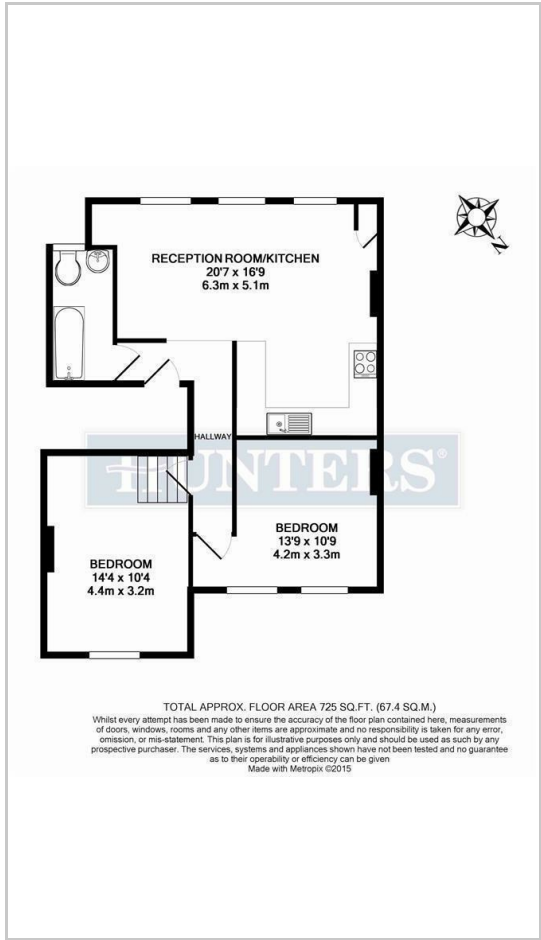 RECEPTION ROOM/KITCHEN
20'7 x 16'9
6.3m x 5.1m
N
HALLWAY
HUNTERS®
BEDROOM
13'9 x 10'9
4.2m x 3.3m
BEDROOM
14'4 x 10'4
4.4m x 3.2m
TOTAL APPROX. FLOOR AREA 725 SQ.FT. (67.4 SQ.M.)
Whilst every attempt has been made to ensure the accuracy of the floor plan contained here, measurements
of doors, windows, rooms and any other items are approximate and no responsibility is taken for any error,
omission, or mis-statement. This plan is for illustrative purposes only and should be used as such by any
prospective purchaser. The services, systems and appliances shown have not been tested and no guarantee
as to their operability or efficiency can be given
Made with Metropix ©2015